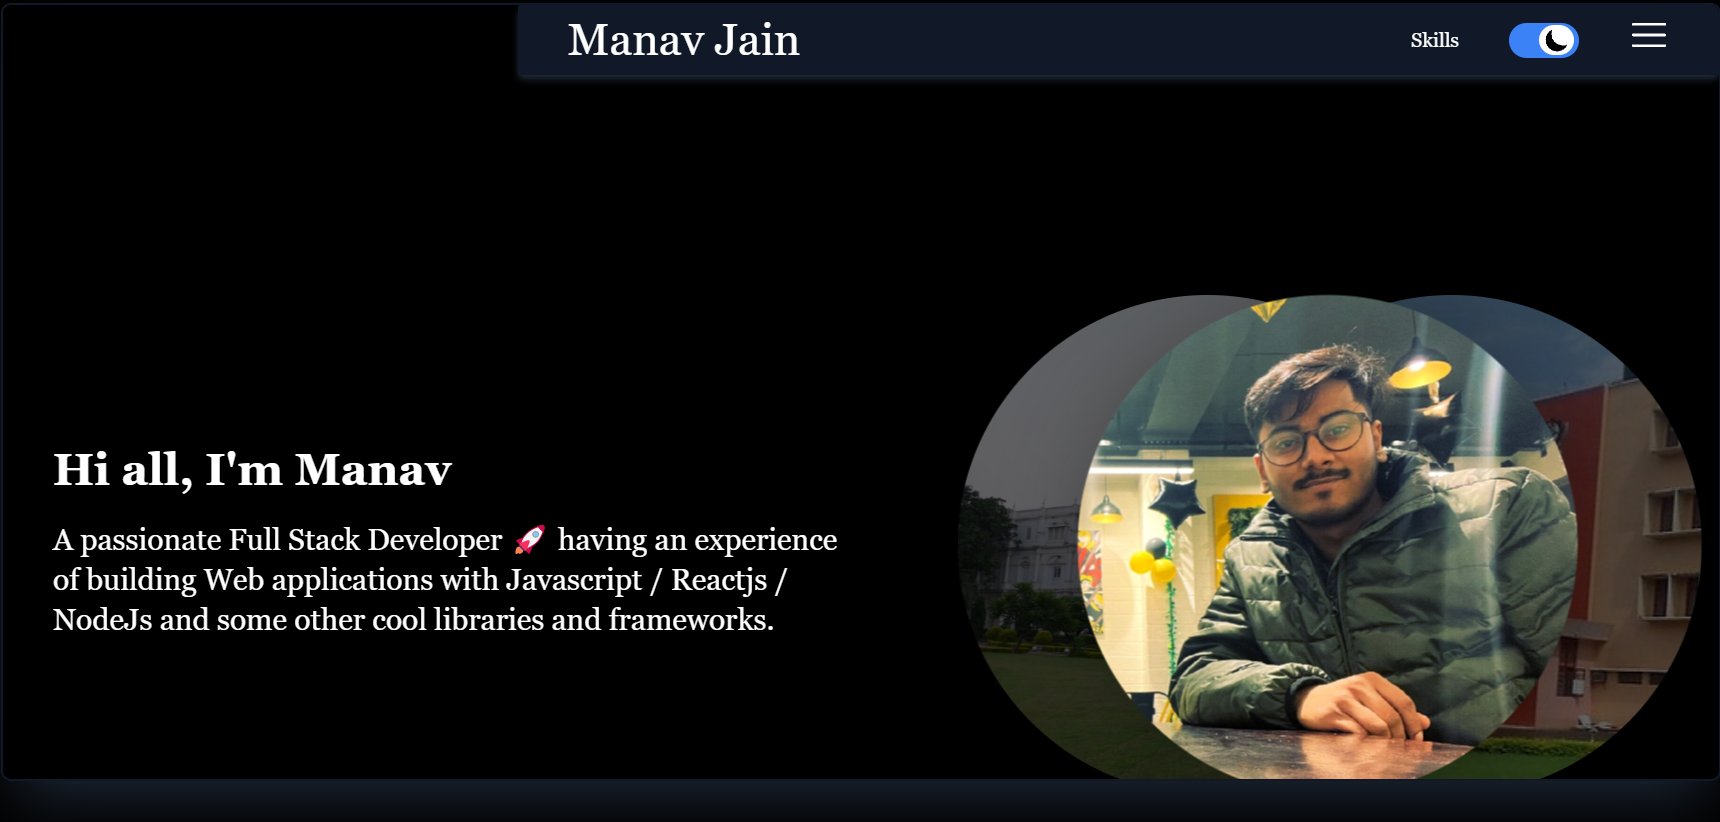 Manav Jain
Skills
Hi all, I'm Manav
A passionate Full Stack Developer 🚀 having an experience
of building Web applications with Javascript / Reactjs /
NodeJs and some other cool libraries and frameworks.